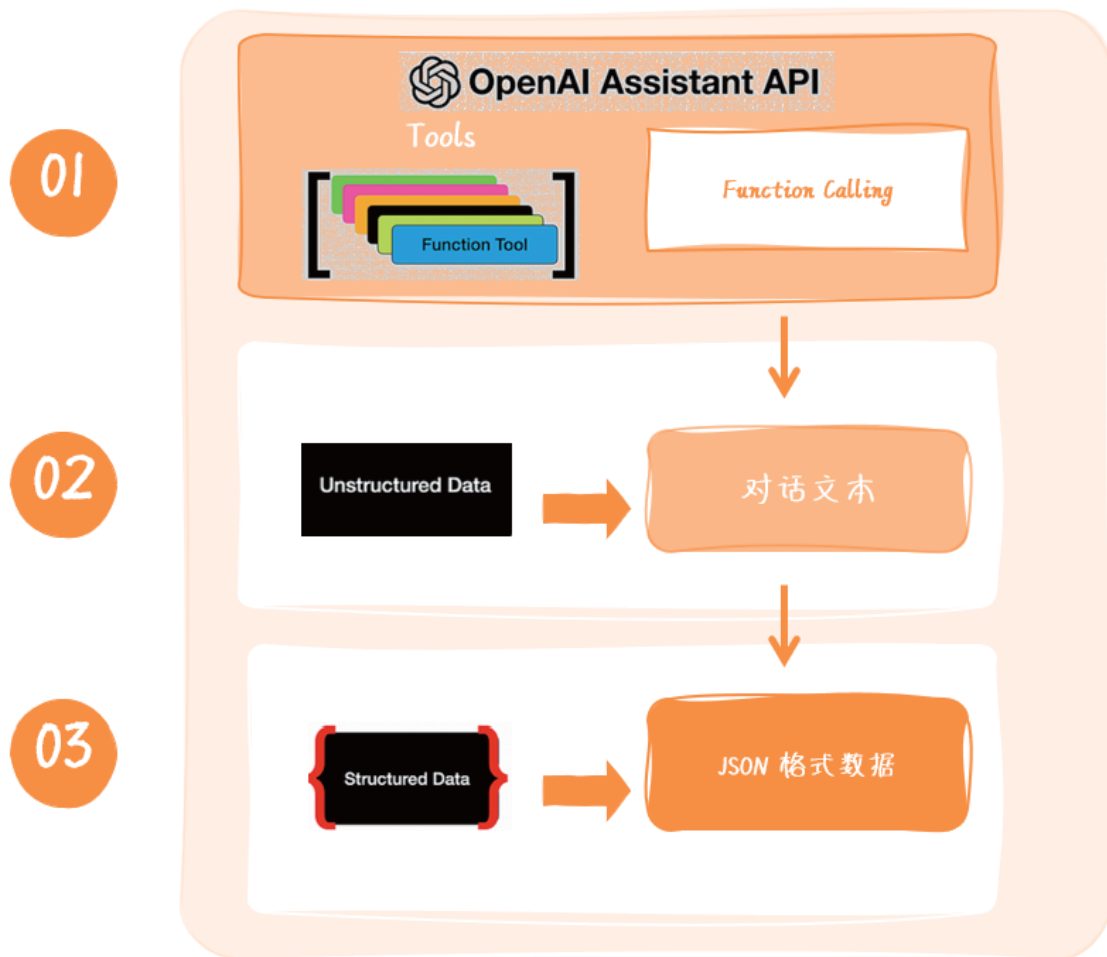 OpenAI Assistant API
Tools
01
Function Calling
Function Tool
02
Unstructured Data
对话文本
03
Structured Data
JSON 格式数据